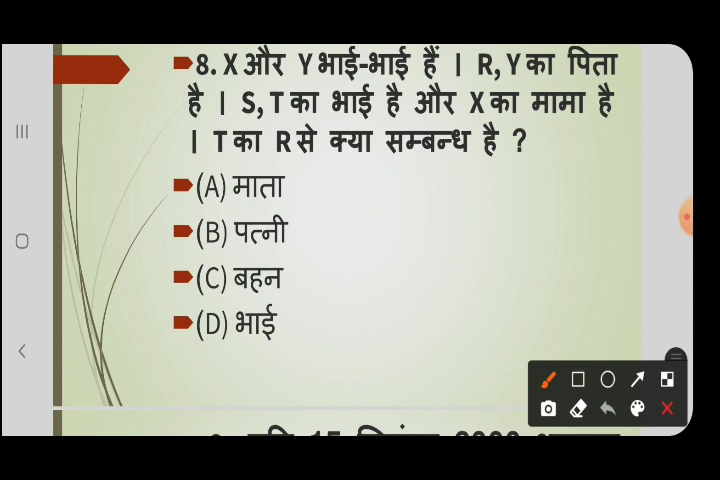 8. X और Y भाई-भाई हैं । R, Y का पिता
है । S, T का भाई है और X का मामा है
। T का R से क्या सम्बन्ध है ?
(A) माता
(B) पत्नी
(C) बहन
(D) भाई